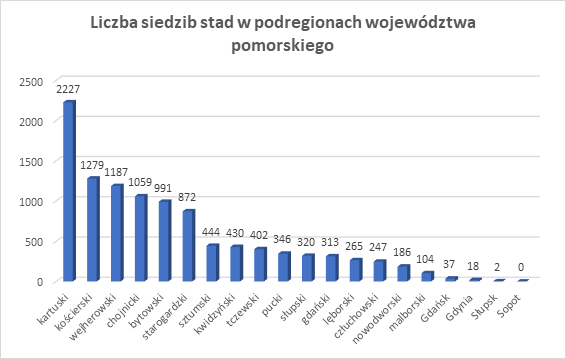 Liczba siedzib stad w podregionach województwa
pomorskiego
2500
2000
1500
1000
500
0
2227
1279
1187
1059
991
872
444
430
402
346
320
313
265
247
186
104
37
18
2
0
kartuski
kościerski
wejherowski
chojnicki
bytowski
starogardzki
sztumski
kwidzyński
tczewski
pucki
słupski
gdański
lęborski
człuchowski
nowodworski
malborski
Gdańsk
Gdynia
Słupsk
Sopot